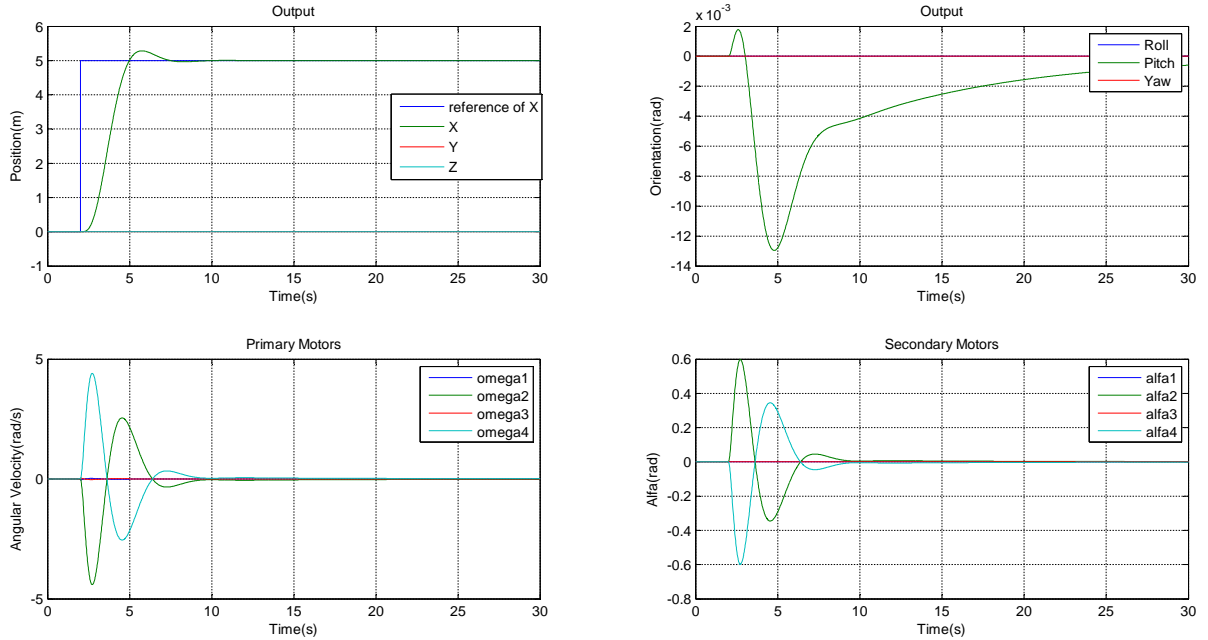 Output
6
5
4
3
2
1
0
-1
0
5
10
15
20
25
30
Position(m)
Time(s)
reference of X
X
Y
Z
Output
x 10
-3
2
0
-2
-4
-6
-8
-10
-12
-14
0
5
10
15
20
25
30
Orientation(rad)
Time(s)
Roll
Pitch
Yaw
Primary Motors
5
0
-5
0
5
10
15
20
25
30
Angular Velocity(rad/s)
Time(s)
omega1
omega2
omega3
omega4
Secondary Motors
0.6
0.4
0.2
0
-0.2
-0.4
-0.6
-0.8
0
5
10
15
20
25
30
Alfa(rad)
Time(s)
alfa1
alfa2
alfa3
alfa4